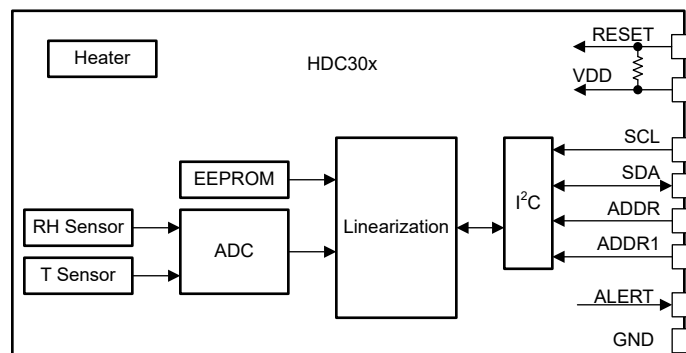 Heater
HDC30x
RESET
VDD
SCL
SDA
ADDR
ADDR1
ALERT
GND
EEPROM
RH Sensor
T Sensor
ADC
Linearization
I²C